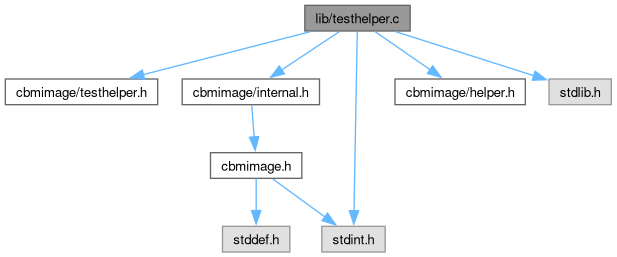 lib/testhelper.c
cbmimage/testhelper.h
cbmimage/internal.h
cbmimage/helper.h
stdlib.h
cbmimage.h
stddef.h
stdint.h